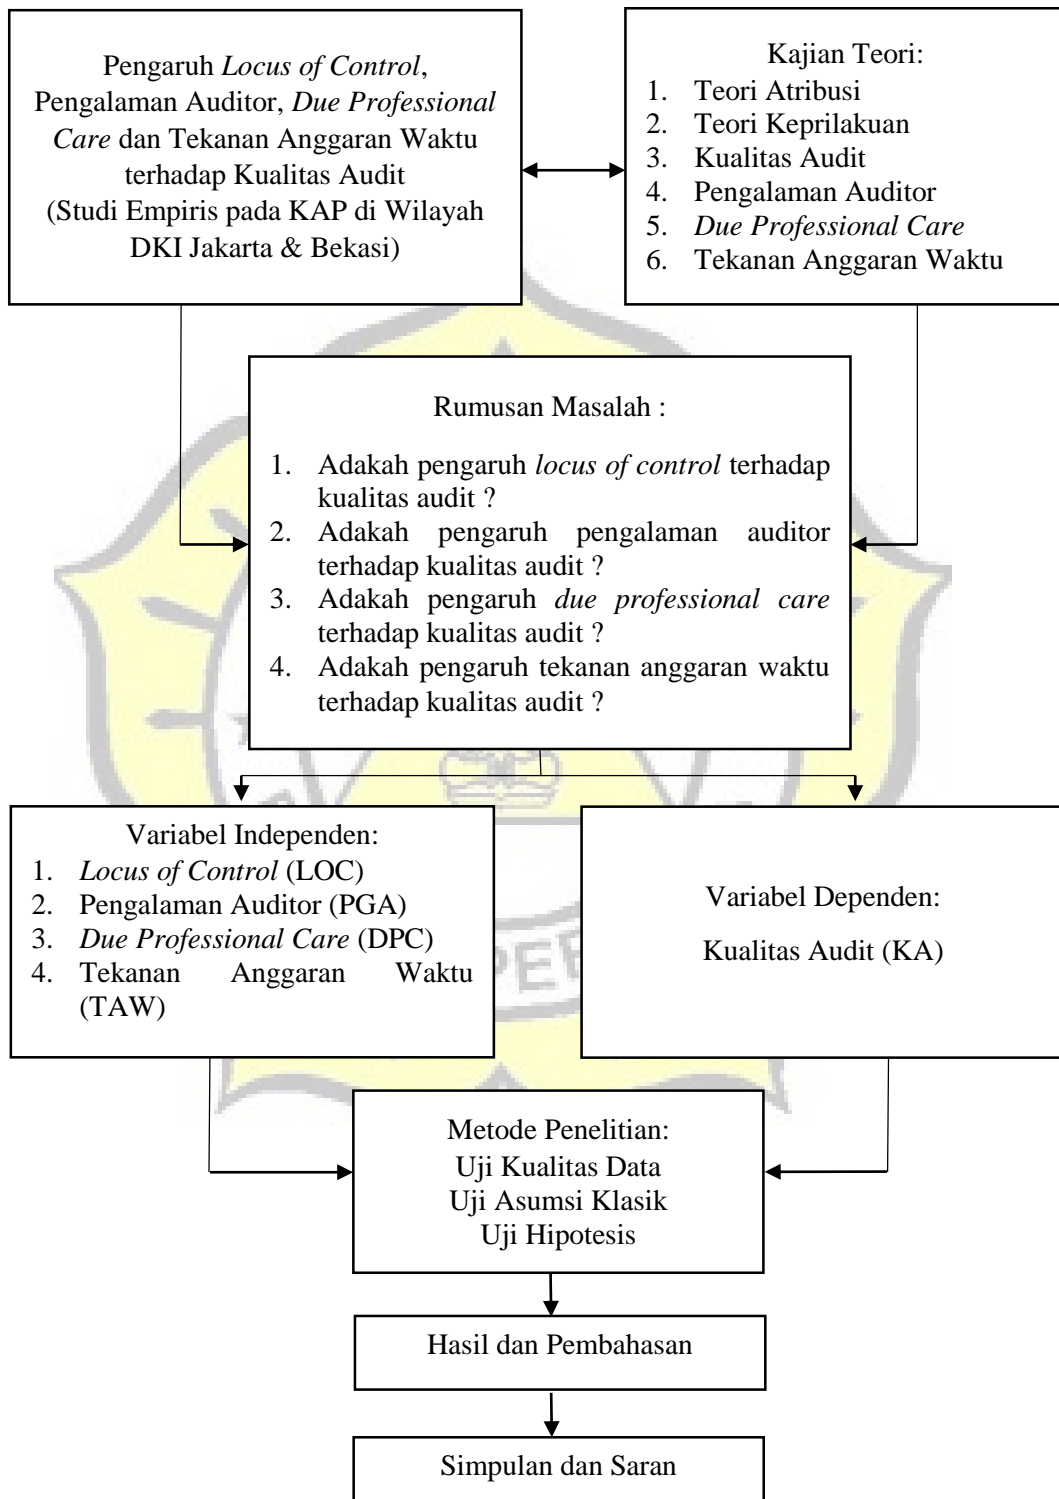 Pengaruh Locus of Control,
Pengalaman Auditor, Due Professional
Care dan Tekanan Anggaran Waktu
terhadap Kualitas Audit
(Studi Empiris pada KAP di Wilayah
DKI Jakarta & Bekasi)
Kajian Teori:
1. Teori Atribusi
2. Teori Keprilakuan
3. Kualitas Audit
4. Pengalaman Auditor
5. Due Professional Care
6. Tekanan Anggaran Waktu
Rumusan Masalah :
1. Adakah pengaruh locus of control terhadap
kualitas audit ?
2. Adakah pengaruh pengalaman auditor
terhadap kualitas audit ?
3. Adakah pengaruh due professional care
terhadap kualitas audit ?
4. Adakah pengaruh tekanan anggaran waktu
terhadap kualitas audit ?
Variabel Independen:
1. Locus of Control (LOC)
2. Pengalaman Auditor (PGA)
3. Due Professional Care (DPC)
4. Tekanan Anggaran Waktu
(TAW)
Variabel Dependen:
Kualitas Audit (KA)
Metode Penelitian:
Uji Kualitas Data
Uji Asumsi Klasik
Uji Hipotesis
Hasil dan Pembahasan
Simpulan dan Saran